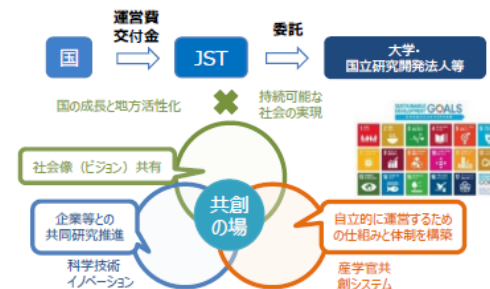 運営費
交付金
委託
国
JST
大学・
国立研究開発法人等
国の成長と地方活性化
持続可能な
社会の実現
SUSTAINABLE
DEVELOPMENT GOALS
社会像（ビジョン）共有
共創
の場
企業等との
共同研究推進
自立的に運営するため
の仕組みと体制を構築
科学技術
イノベーション
産学官共
創システム